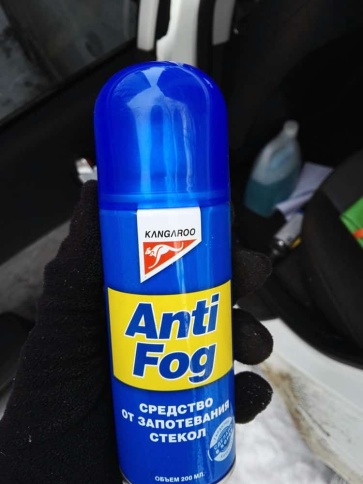 KANGAROO
Anti
Fog
СРЕДСТВО
ОТ ЗАПОТЕВАНИЯ
СТЕКОЛ
ОБЪЕМ 200 МЛ.